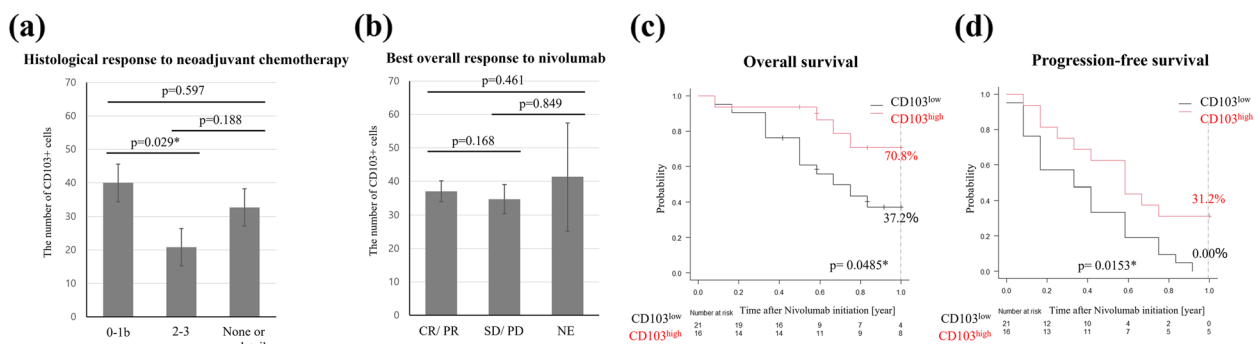 (a)
Histological response to neoadjuvant chemotherapy
The number of CD103+ cells
70
60
50
40
30
20
10
0
p=0.597
p=0.188
p=0.029*
0-1b
2-3
None or
(b)
Best overall response to nivolumab
The number of CD103+ cells
70
60
50
40
30
20
10
0
p=0.461
p=0.849
p=0.168
CR/ PR
SD/ PD
NE
(c)
Overall survival
Probability
1.0
0.8
0.6
0.4
0.2
0.0
CD103low
CD103high
70.8%
37.2%
p= 0.0485*
0.0 0.2 0.4 0.6 0.8 1.0
Number at risk
Time after Nivolumab initiation [year]
CD103low 21 19 16 9 7 4
CD103high 16 14 14 11 9 8
(d)
Progression-free survival
Probability
1.0
0.8
0.6
0.4
0.2
0.0
CD103low
CD103high
31.2%
0.00%
p= 0.0153*
0.0 0.2 0.4 0.6 0.8 1.0
Number at risk
Time after Nivolumab initiation [year]
CD103low 21 12 10 4 2 0
CD103high 16 13 11 7 5 5